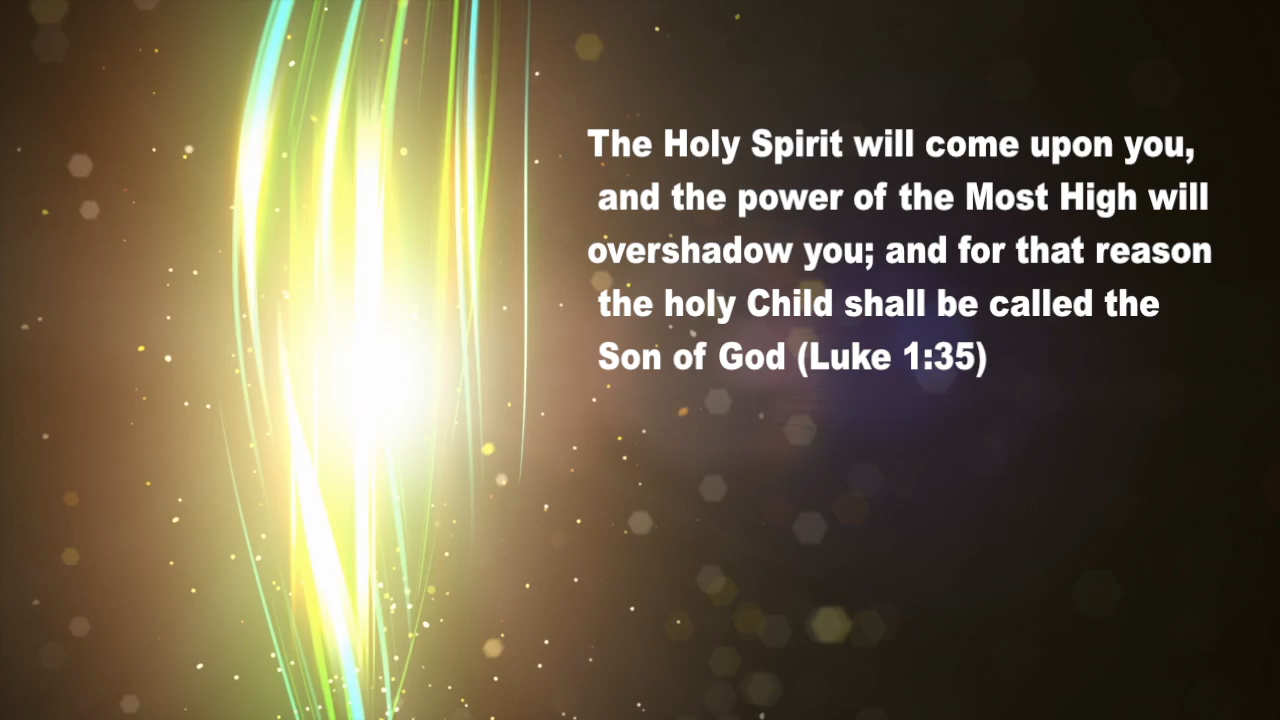 The Holy Spirit will come upon you,
and the power of the Most High will
overshadow you; and for that reason
the holy Child shall be called the
Son of God (Luke 1:35)